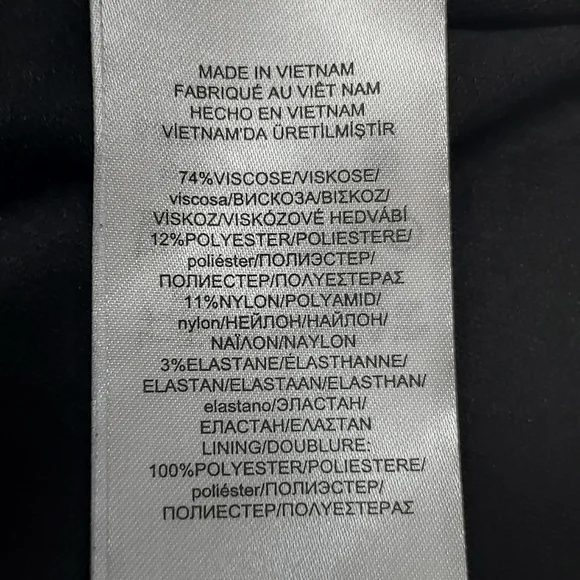 MADE IN VIETNAM
FABRIQUÉ AU VIÊT NAM
HECHO EN VIETNAM
VİETNAM'DA ÜRETİLMİŞTİR
74%VISCOSE/VISKOSE/
viscosa/ВИСКОЗА/ВІСКОЗ/
VİSKOZ/VISKÓZOVÉ HEDVÁBÍ
12%POLYESTER/POLIESTERE/
poliéster/ПОЛИЭСТЕР/
ПОЛИЕСТЕР/ΠΟΛΥΕΣΤΕΡΑΣ
11%NYLON/POLYAMID/
nylon/НЕЙЛОН/НАЙЛОН/
ΝΑΪΛΟΝ/NAYLON
3%ELASTANE/ÉLASTHANNE/
ELASTAN/ELASTAAN/ELASTHAN/
elastano/ЭЛАСТАН/
ЕЛАСТАН/ΕΛΑΣΤΑΝ
LINING/DOUBLURE:
100%POLYESTER/POLIESTERE/
poliéster/ПОЛИЭСТЕР/
ПОЛИЕСТЕР/ΠΟΛΥΕΣΤΕΡΑΣ